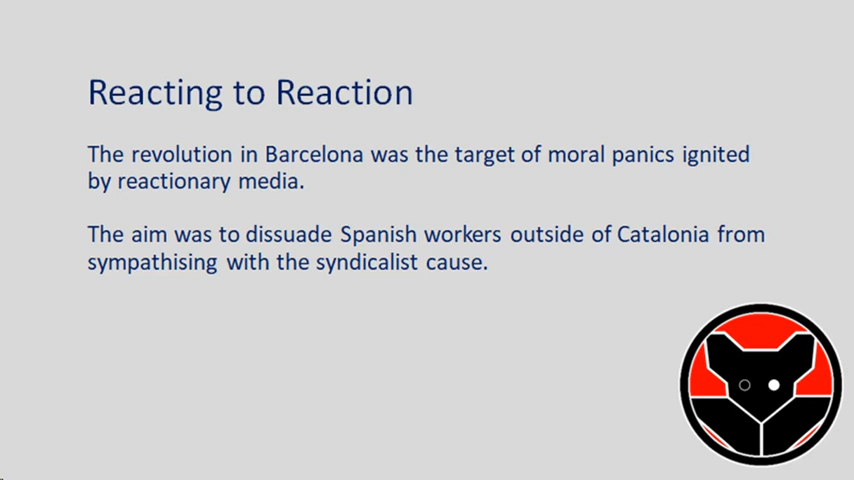 Reacting to Reaction
The revolution in Barcelona was the target of moral panics ignited
by reactionary media.
The aim was to dissuade Spanish workers outside of Catalonia from
sympathising with the syndicalist cause.